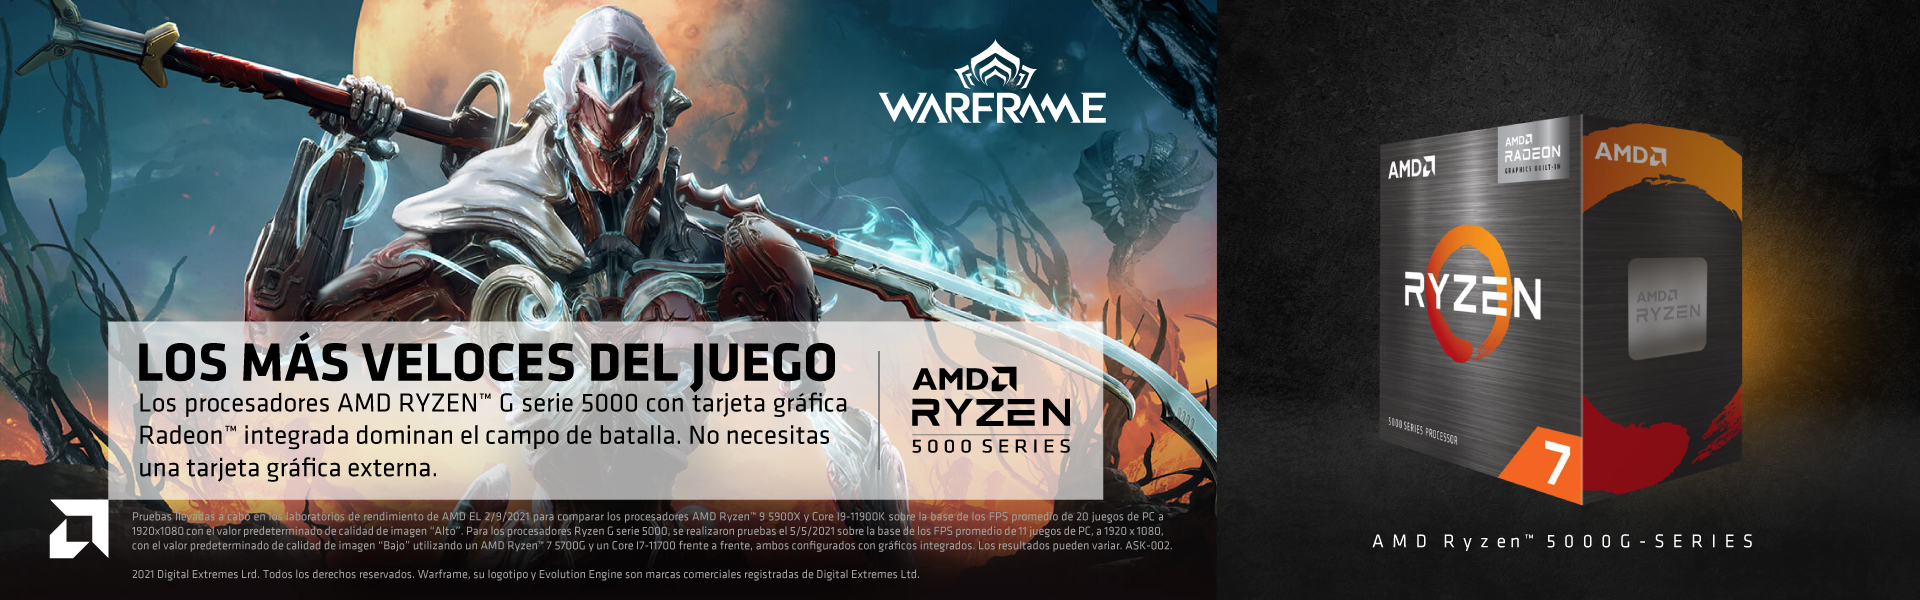 WARFRAME
LOS MÁS VELOCES DEL JUEGO
Los procesadores AMD RYZEN™ G serie 5000 con tarjeta gráfica
Radeon™ integrada dominan el campo de batalla. No necesitas
una tarjeta gráfica externa.
AMD
RYZEN
5000 SERIES
Pruebas llevadas a cabo en los laboratorios de rendimiento de AMD EL 2/9/2021 para comparar los procesadores AMD Ryzen™ 9 5900X y Core I9-11900K sobre la base de los FPS promedio de 20 juegos de PC a
1920x1080 con el valor predeterminado de calidad de imagen “Alto”. Para los procesadores Ryzen G serie 5000, se realizaron pruebas el 5/5/2021 sobre la base de los FPS promedio de 11 juegos de PC, a 1920 x 1080,
con el valor predeterminado de calidad de imagen “Bajo” utilizando un AMD Ryzen™ 7 5700G y un Core I7-11700 frente a frente, ambos configurados con gráficos integrados. Los resultados pueden variar. ASK-002.
2021 Digital Extremes Lrd. Todos los derechos reservados. Warframe, su logotipo y Evolution Engine son marcas comerciales registradas de Digital Extremes Ltd.
AMD
AMD
RADEON
GRAPHICS BUILT-IN
RYZEN
5000 SERIES PROCESSOR
7
AMD
AMD
RYZEN
AMD Ryzen™ 5000G-SERIES